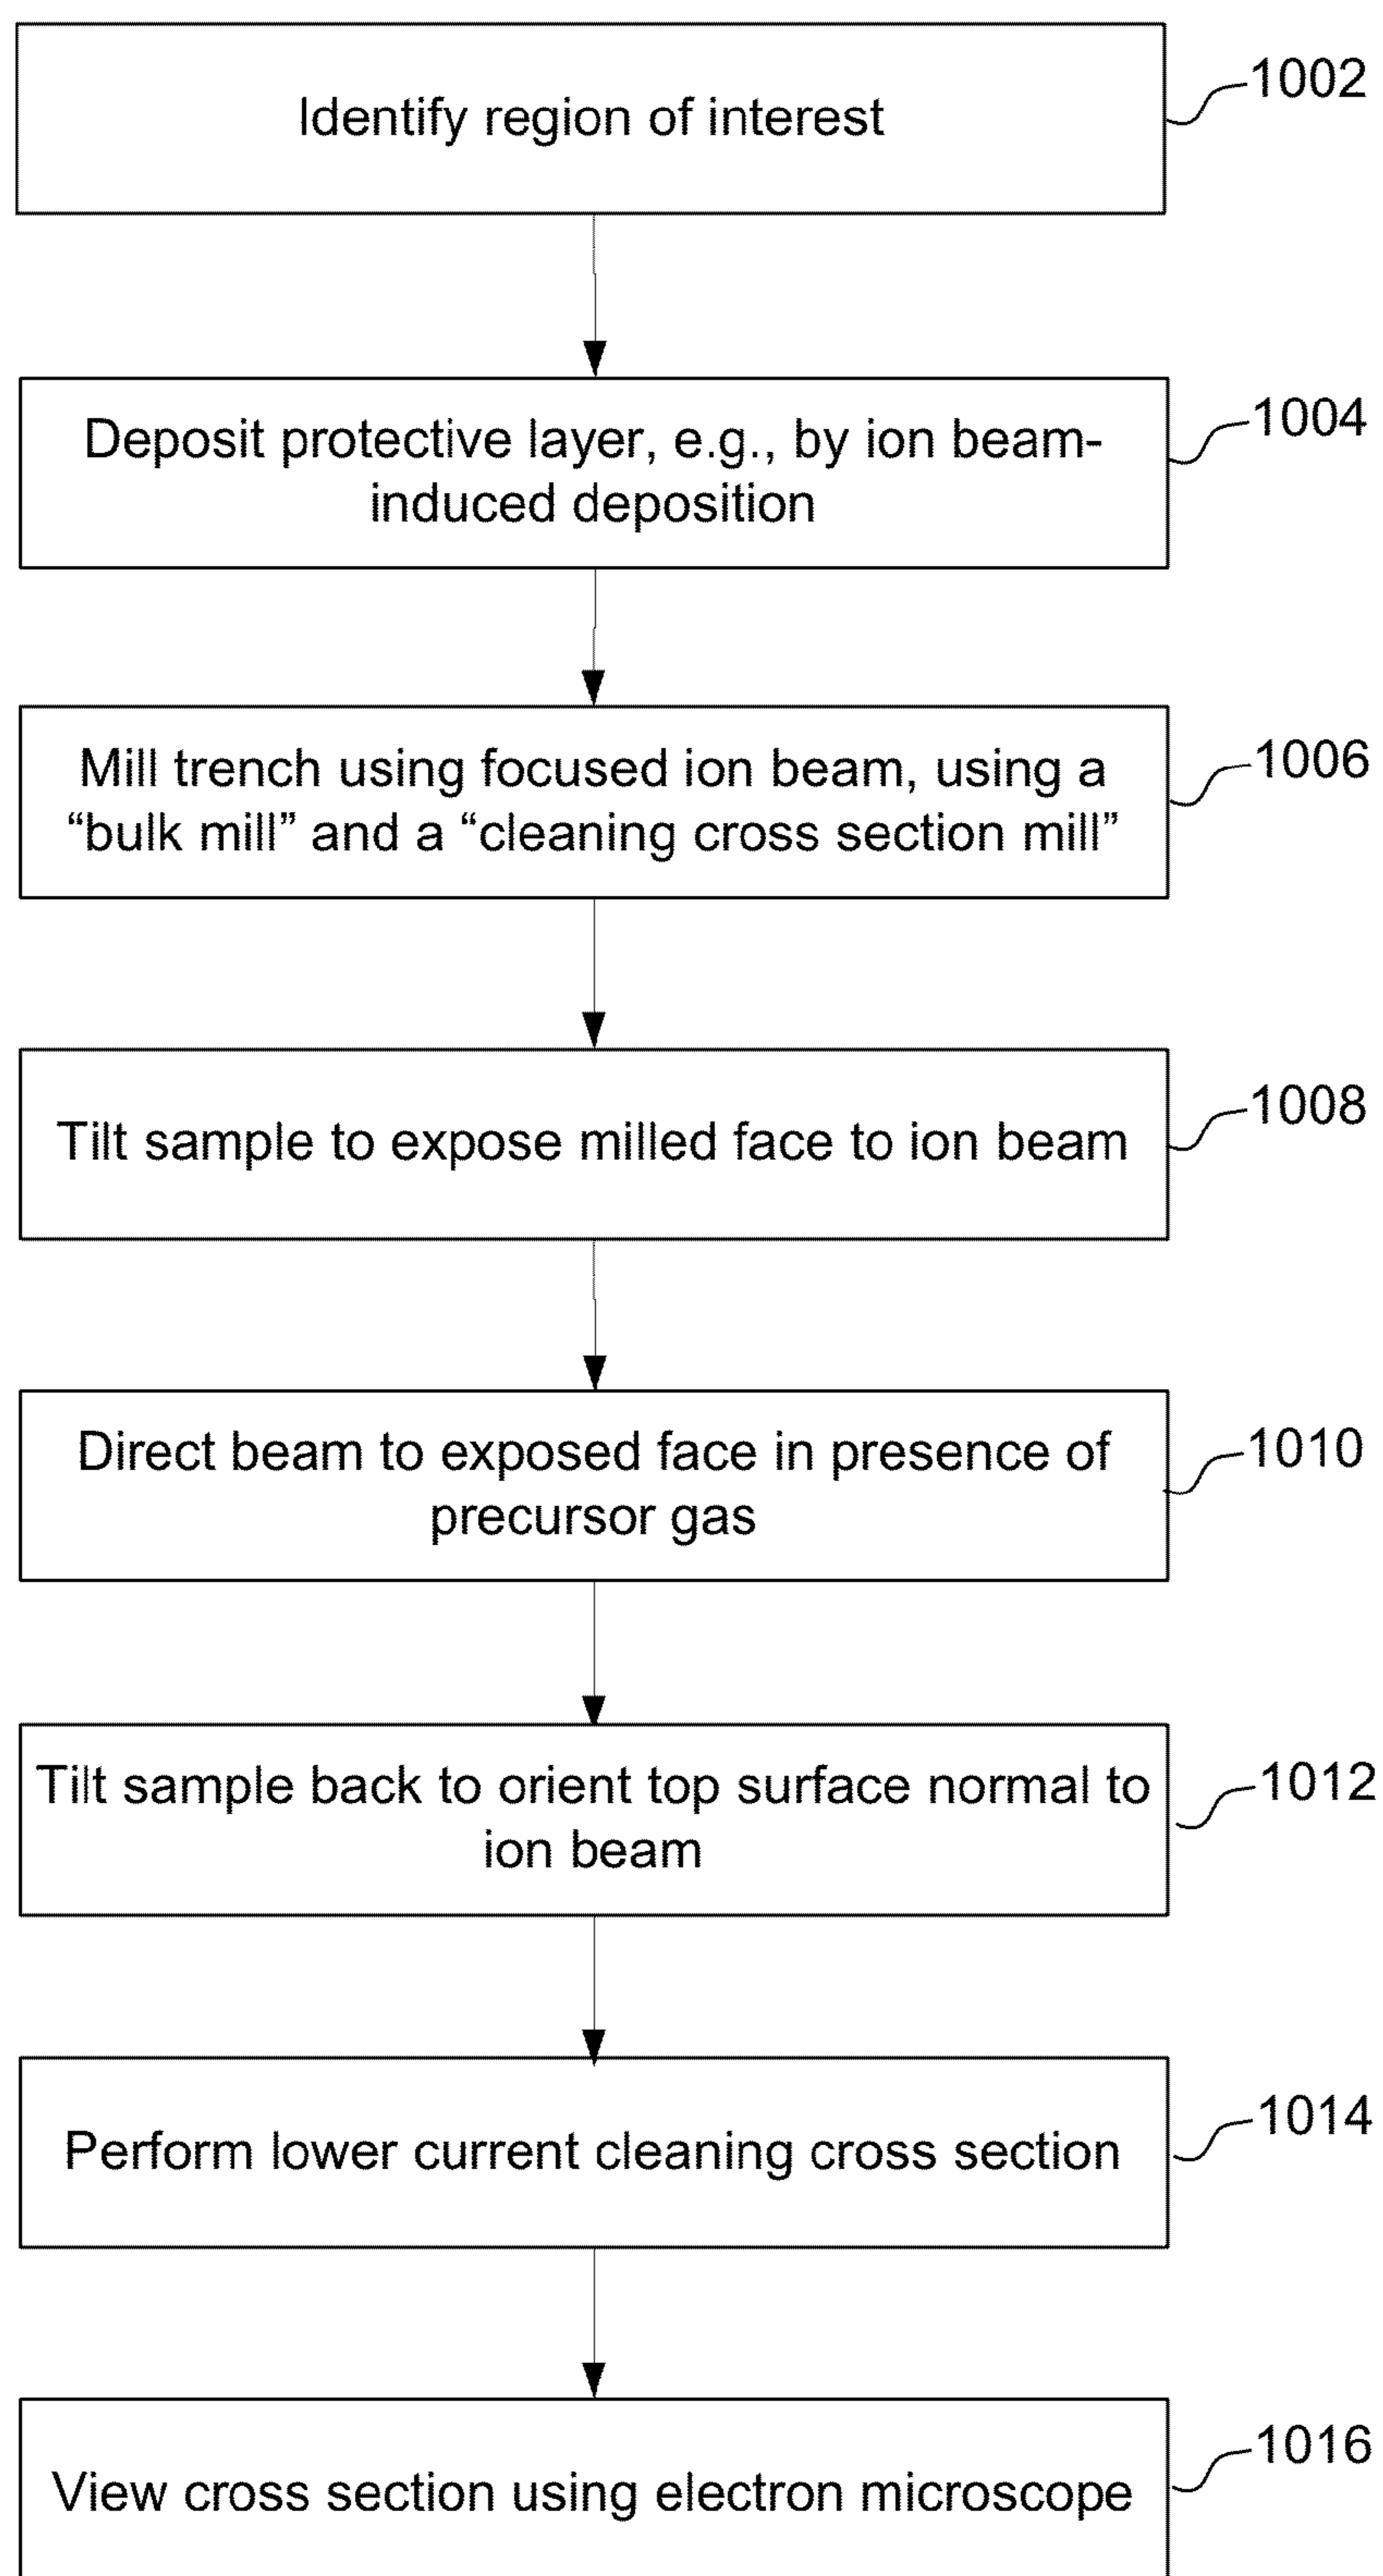 Identify region of interest
1002
Deposit protective layer, e.g., by ion beam-
induced deposition
1004
Mill trench using focused ion beam, using a
“bulk mill” and a “cleaning cross section mill”
1006
Tilt sample to expose milled face to ion beam
1008
Direct beam to exposed face in presence of
precursor gas
1010
Tilt sample back to orient top surface normal to
ion beam
1012
Perform lower current cleaning cross section
1014
View cross section using electron microscope
1016